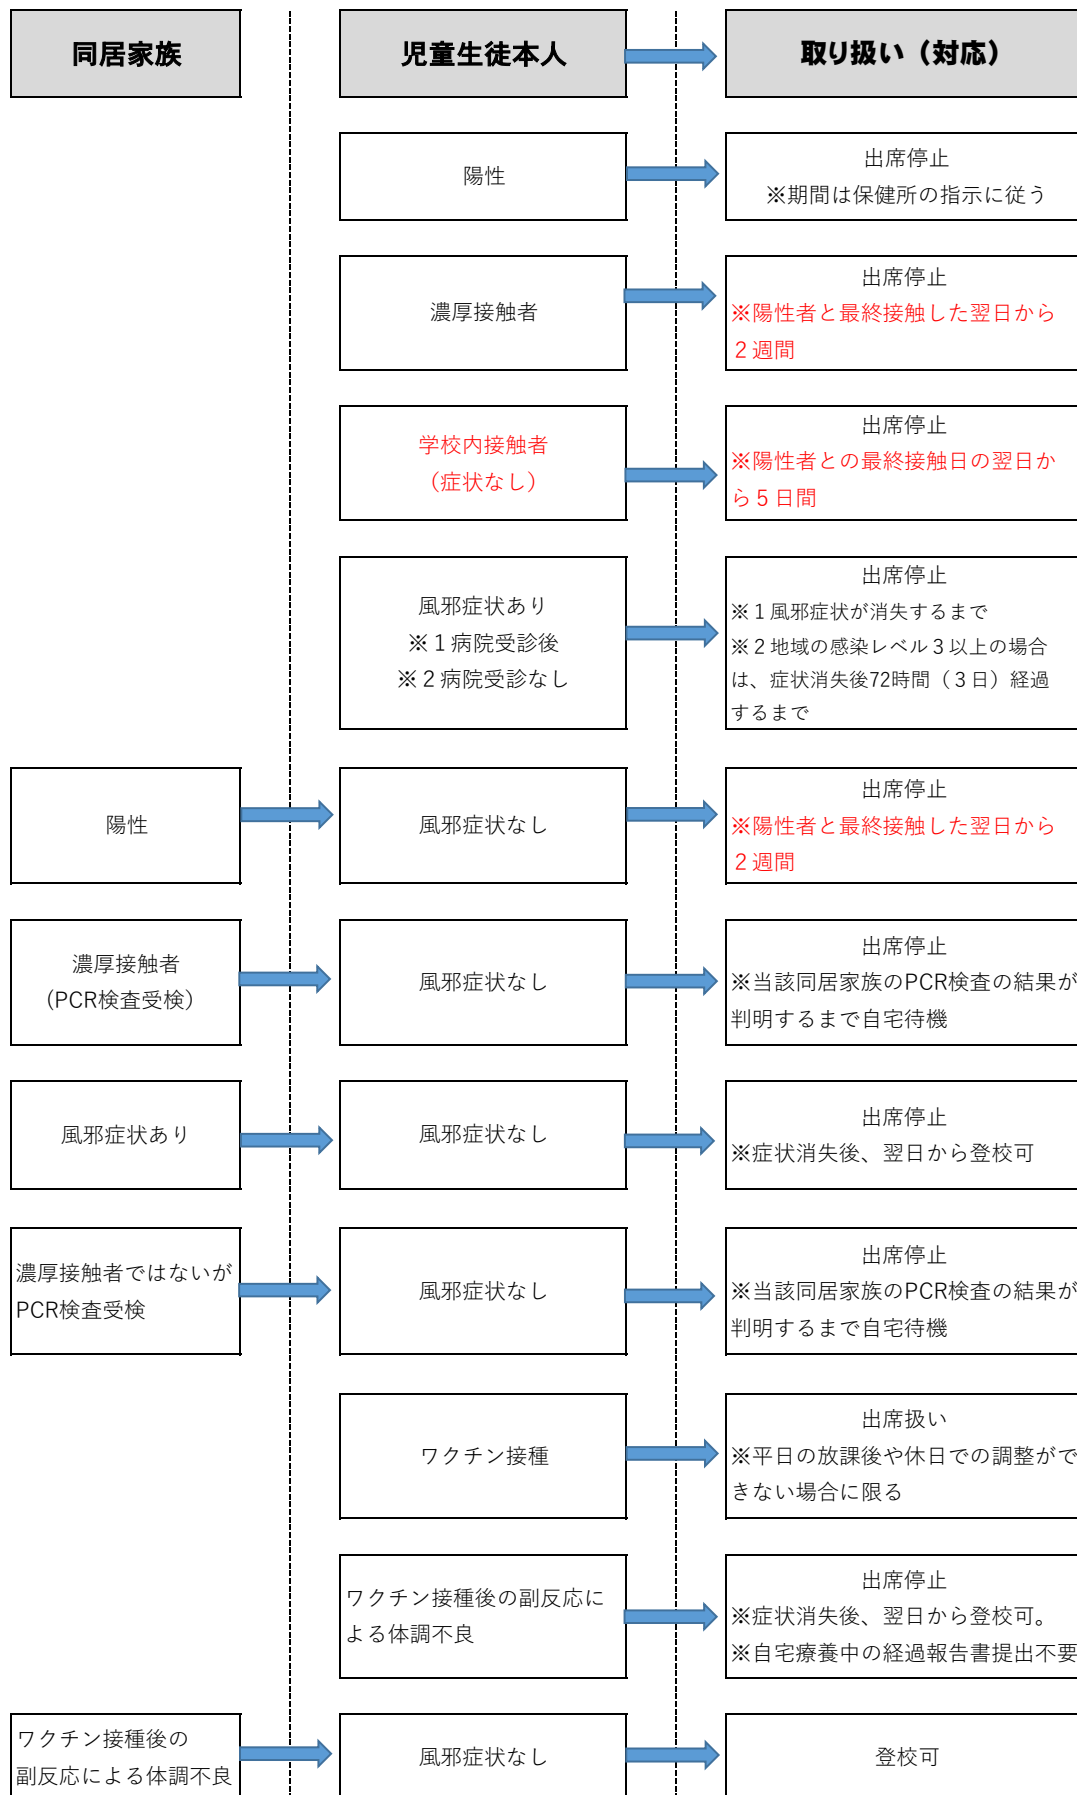 同居家族
児童生徒本人
取り扱い（対応）
陽性
出席停止
※期間は保健所の指示に従う
濃厚接触者
出席停止
※陽性者と最終接触した翌日から
２週間
学校内接触者
（症状なし）
出席停止
※陽性者との最終接触日の翌日か
ら５日間
風邪症状あり
※１病院受診後
※２病院受診なし
出席停止
※１風邪症状が消失するまで
※２地域の感染レベル３以上の場合
は、症状消失後72時間（３日）経過
するまで
陽性
風邪症状なし
出席停止
※陽性者と最終接触した翌日から
２週間
濃厚接触者
（PCR検査受検）
風邪症状なし
出席停止
※当該同居家族のPCR検査の結果が
判明するまで自宅待機
風邪症状あり
風邪症状なし
出席停止
※症状消失後、翌日から登校可
濃厚接触者ではないが
PCR検査受検
風邪症状なし
出席停止
※当該同居家族のPCR検査の結果が
判明するまで自宅待機
ワクチン接種
出席扱い
※平日の放課後や休日での調整がで
きない場合に限る
ワクチン接種後の副反応に
よる体調不良
出席停止
※症状消失後、翌日から登校可。
※自宅療養中の経過報告書提出不要
ワクチン接種後の
副反応による体調不良
風邪症状なし
登校可